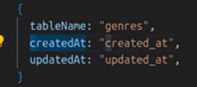 {
tableName: "genres",
createdAt: "created_at",
updatedAt: "updated_at",
}